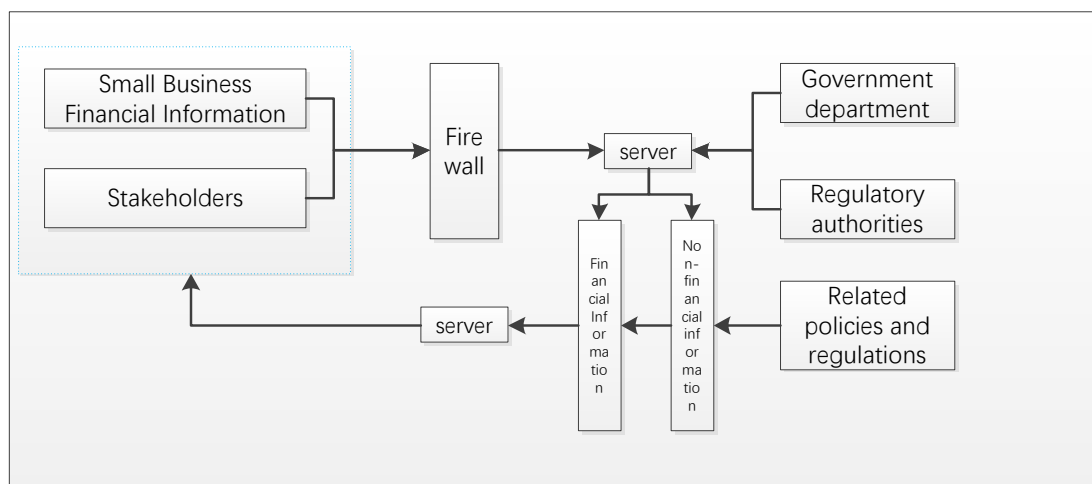 Small Business
Financial Information
Stakeholders
Fire
wall
server
Government
department
Regulatory
authorities
Fin
an
cial
Inf
or
ma
tio
n
No
n-
fin
an
cial
inf
or
ma
tio
n
server
Related
policies and
regulations